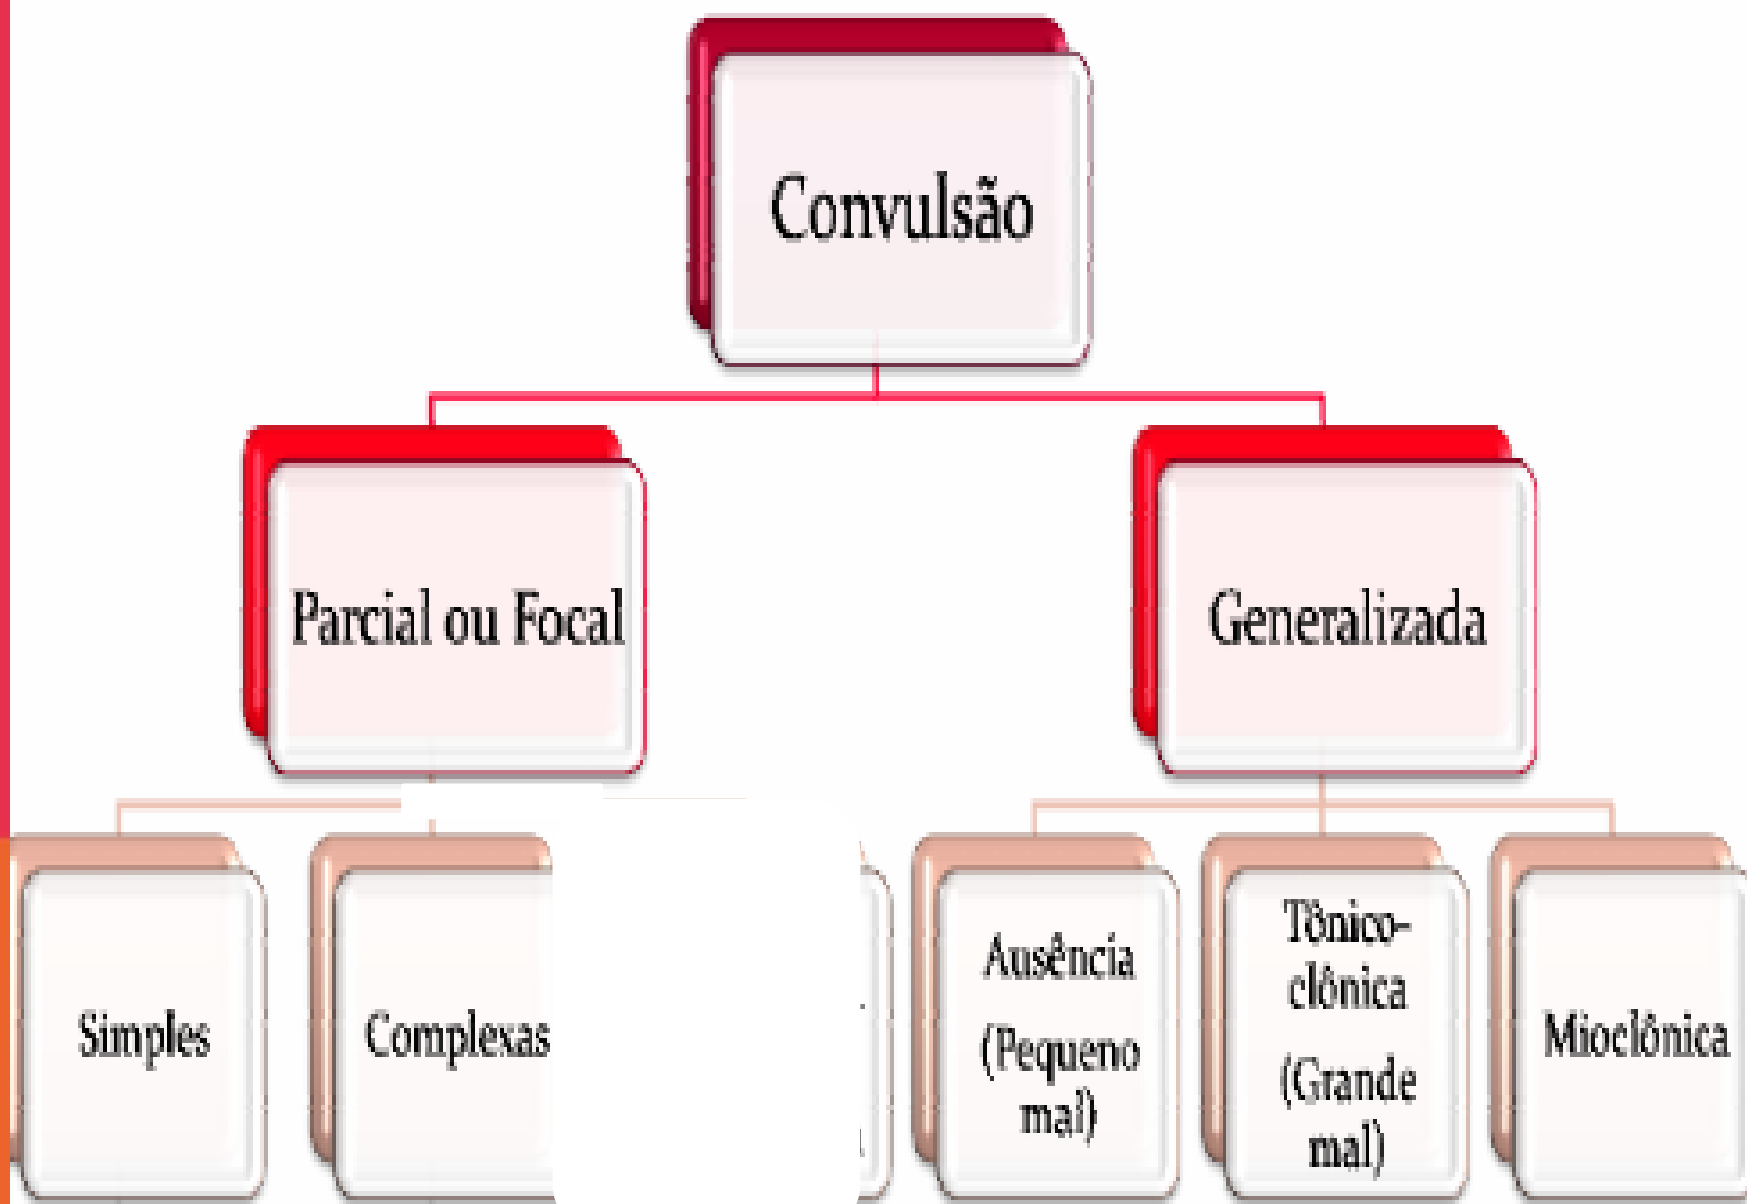 Convulsão
Parcial ou Focal
Generalizada
Simples
Complexas
Ausência
(Pequeno
mal)
Tônico-
clônica
(Grande
mal)
Mioclônica